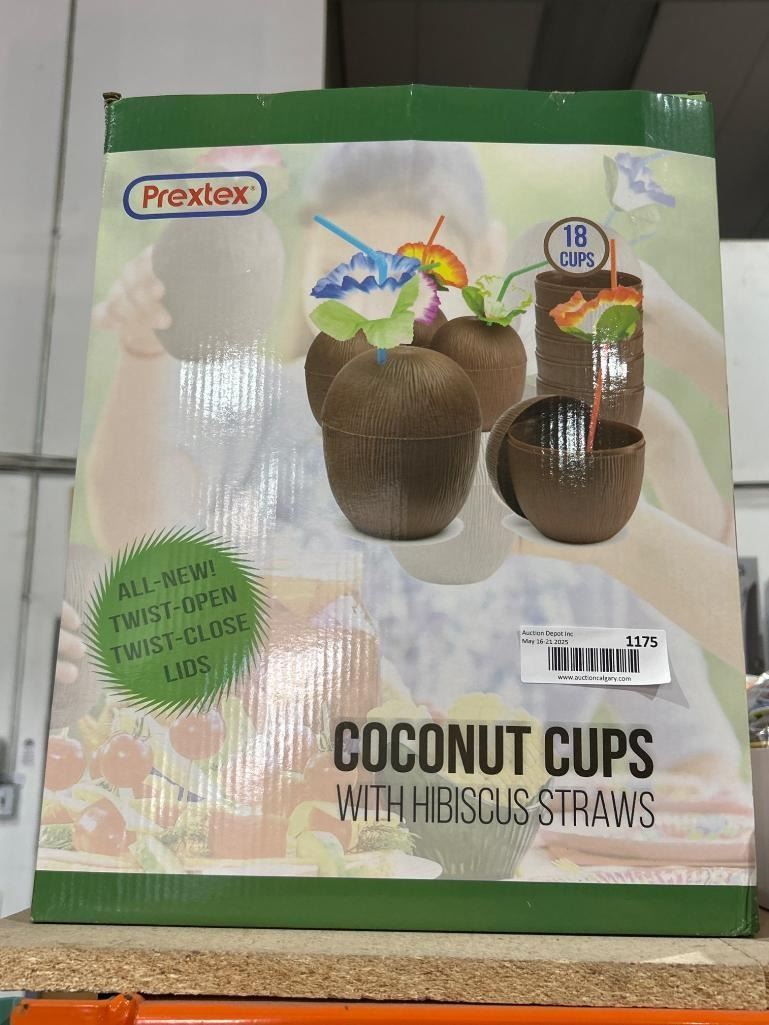 Prextex®
18
CUPS
ALL-NEW!
TWIST-OPEN
TWIST-CLOSE
LIDS
Auction Depot Inc
May 16-21 2025
1175
www.auctioncalgary.com
COCONUT CUPS
WITH HIBISCUS STRAWS